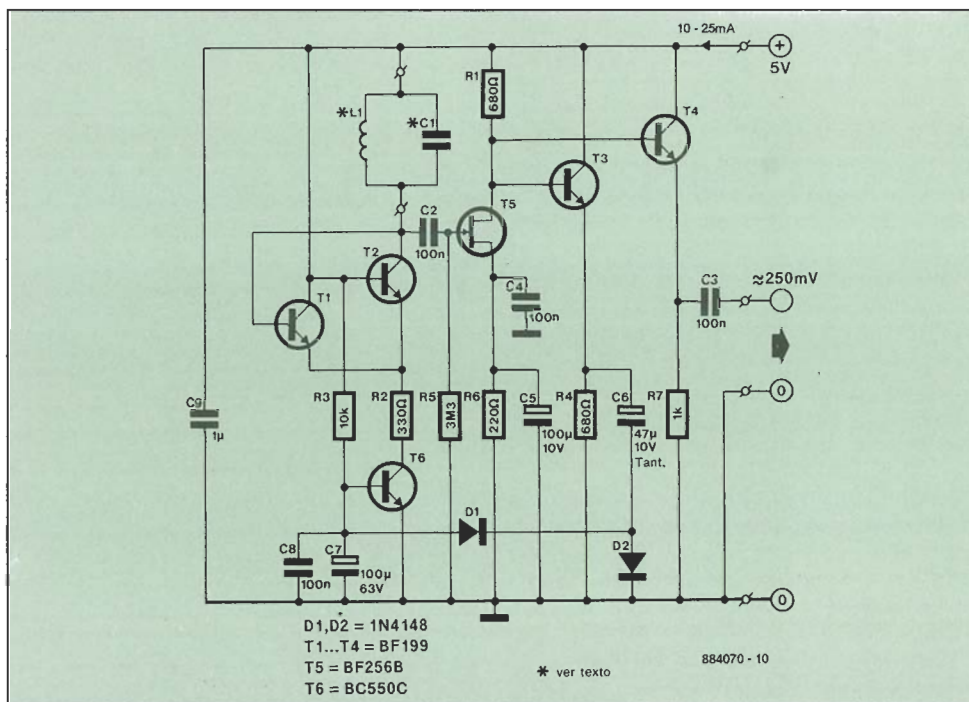 10 - 25mA
+
5V
R1
680Ω
T4
*L1
*C1
T3
C2
100n
T5
T2
C4
100n
≈250mV
C3
100n
T1
0
R3
10k
R2
330Ω
R5
3M3
R6
220Ω
C5
100µ
10V
R4
680Ω
C6
47µ
10V
Tant.
R7
1k
C9
1µ
T6
D1
D2
C8
100n
C7
100µ
63V
0
D1,D2 = 1N4148
T1...T4 = BF199
T5 = BF256B
T6 = BC550C
* ver texto
884070 - 10